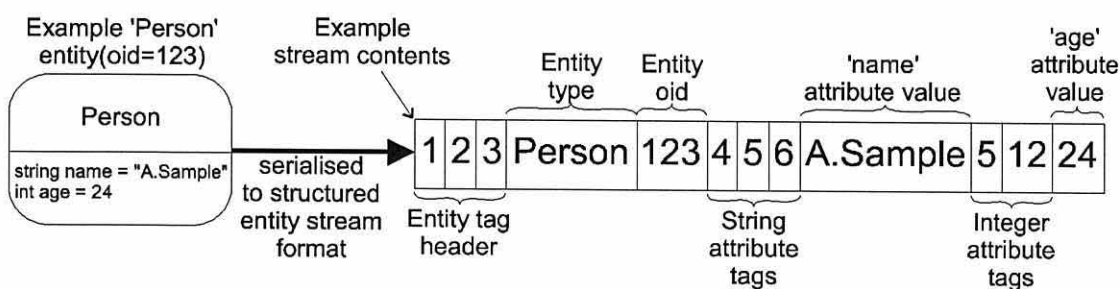 Example 'Person'
entity(oid=123)
Person
string name = "A.Sample"
int age = 24
serialised
to structured
entity stream
format
Example
stream contents
Entity
type
Entity
oid
'name'
attribute value
'age'
attribute
value
1 2 3 Person 123 4 5 6 A.Sample 5 12 24
Entity tag
header
String
attribute
tags
Integer
attribute
tags